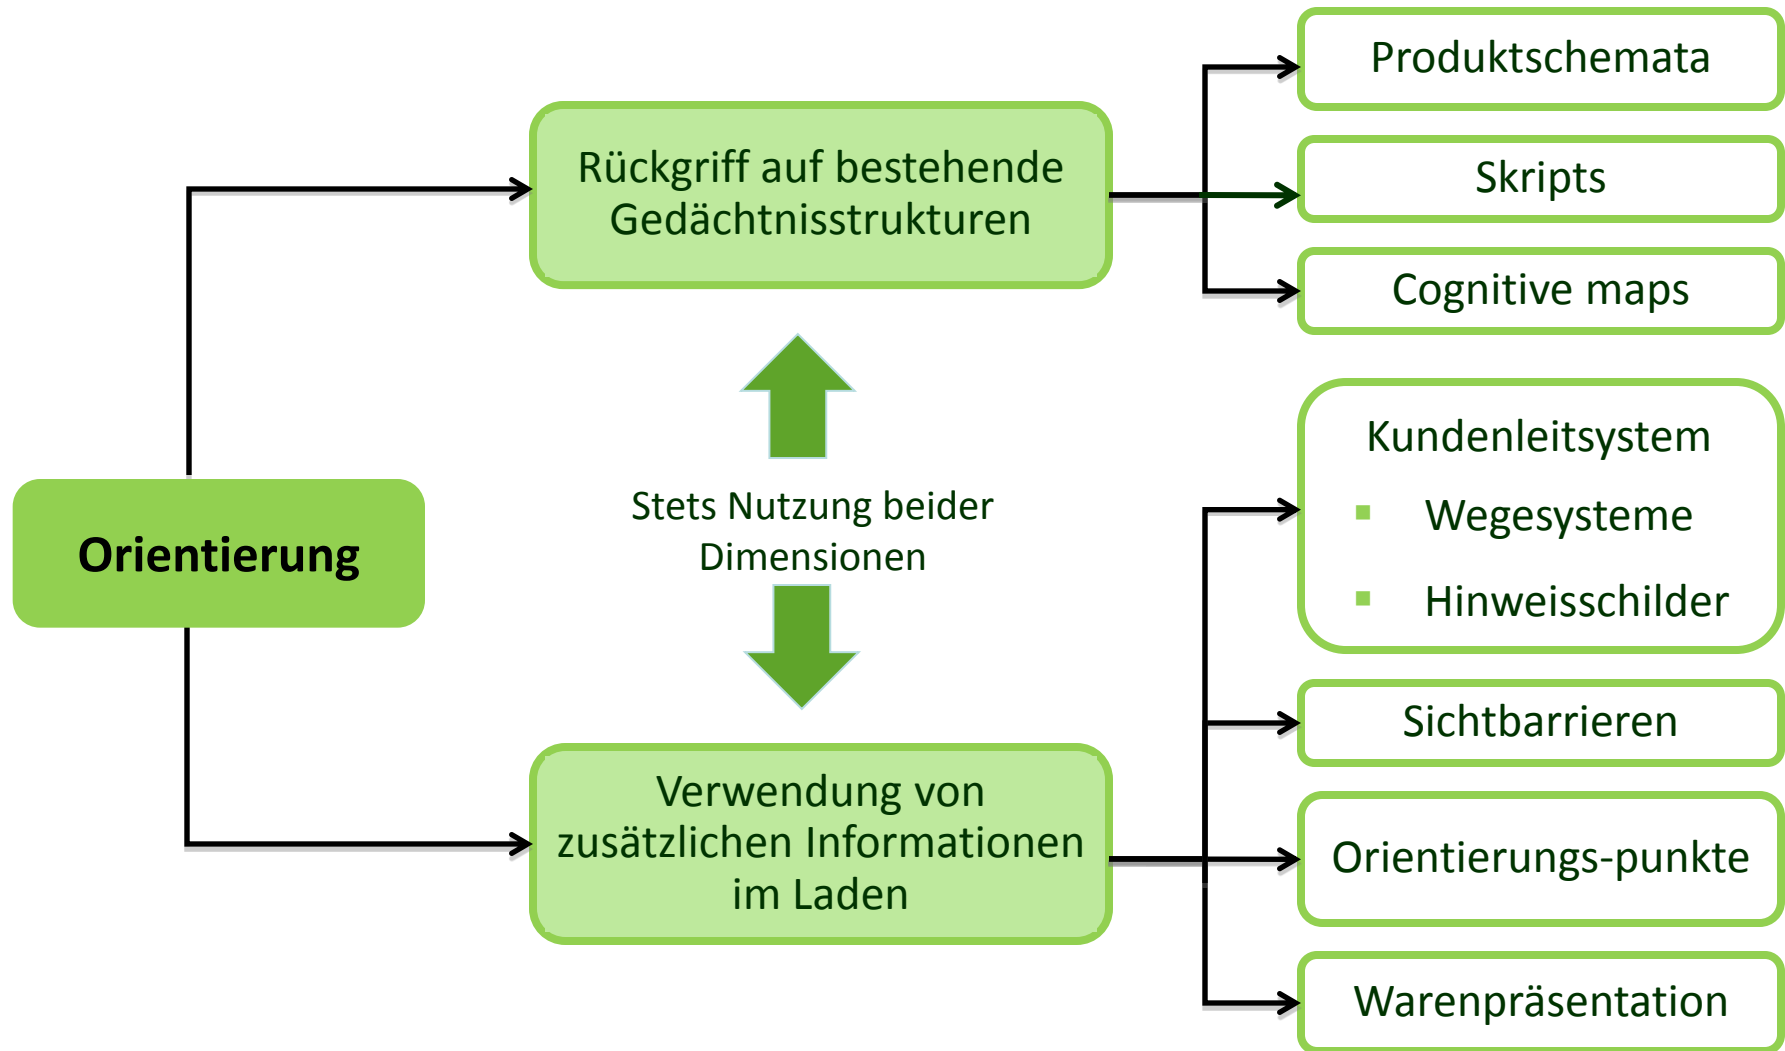 Orientierung
Rückgriff auf bestehende
Gedächtnisstrukturen
Stets Nutzung beider
Dimensionen
Verwendung von
zusätzlichen Informationen
im Laden
Produktschemata
Skripts
Cognitive maps
Kundenleitsystem
▪ Wegesysteme
▪ Hinweisschilder
Sichtbarrieren
Orientierungs-punkte
Warenpräsentation